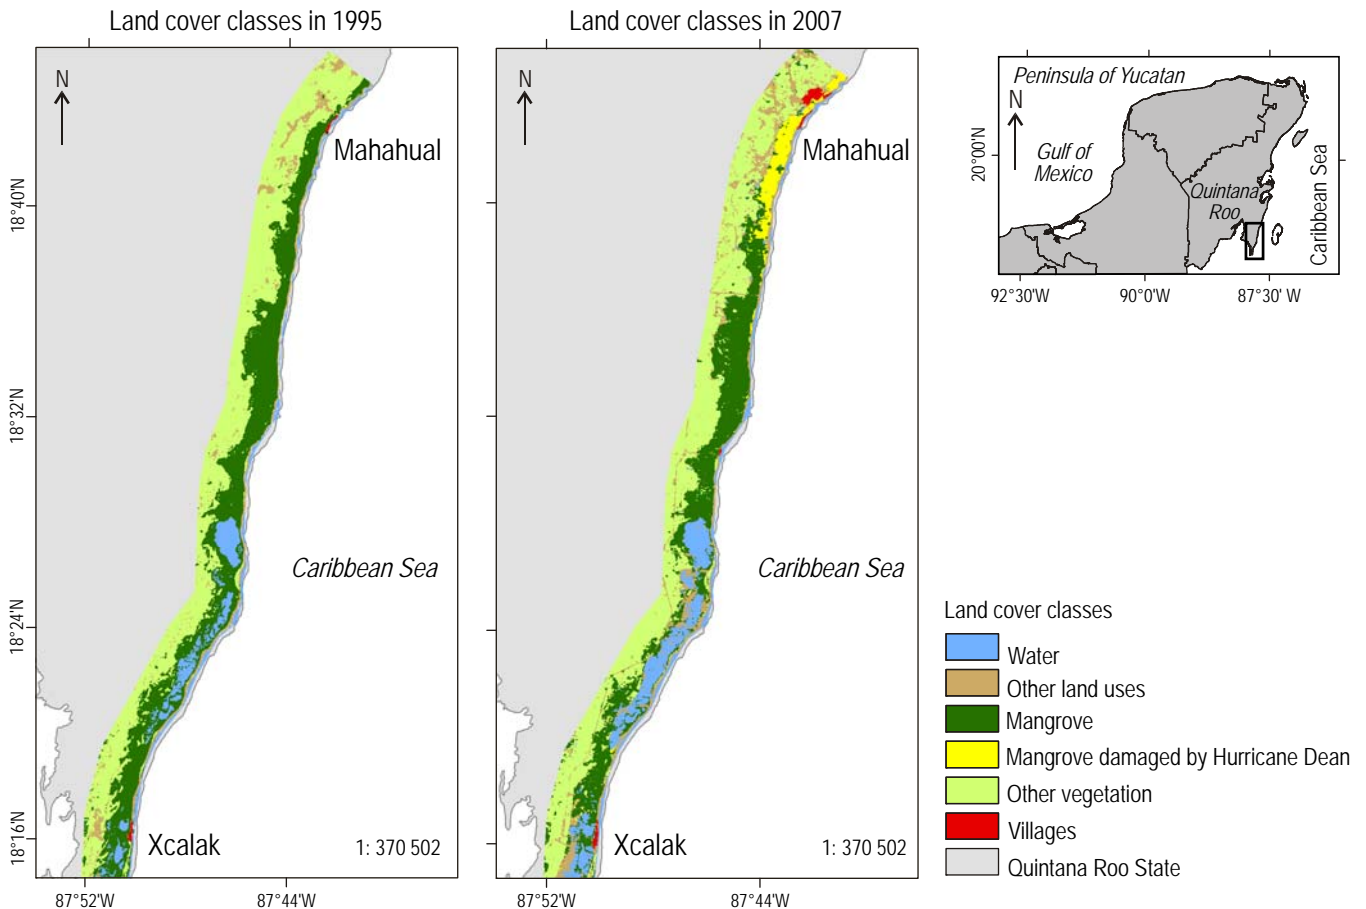 Land cover classes in 1995
N
Mahahual
Caribbean Sea
Xcalak
1: 370 502
18°40'N
18°32'N
18°24'N
18°16'N
87°52'W
87°44'W
Land cover classes in 2007
N
Mahahual
Caribbean Sea
Xcalak
1: 370 502
87°52'W
87°44'W
Peninsula of Yucatan
N
Gulf of
Mexico
Quintana
Roo
Caribbean Sea
20°00'N
92°30'W
90°0'W
87°30' W
Land cover classes
Water
Other land uses
Mangrove
Mangrove damaged by Hurricane Dean
Other vegetation
Villages
Quintana Roo State